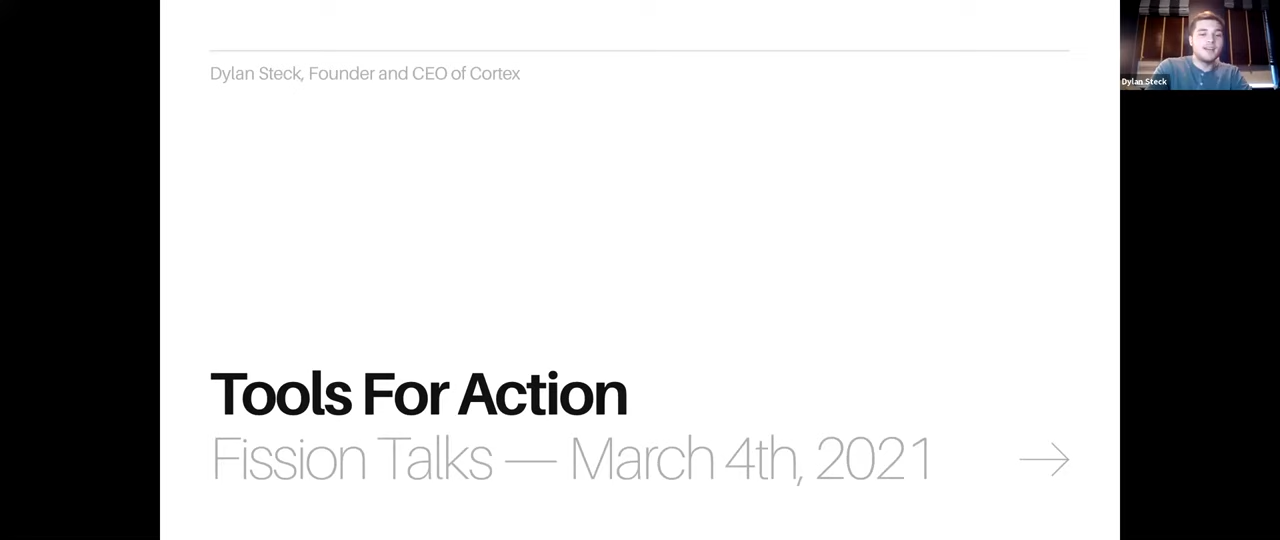 Dylan Steck, Founder and CEO of Cortex
Dylan Steck
Tools For Action
Fission Talks — March 4th, 2021